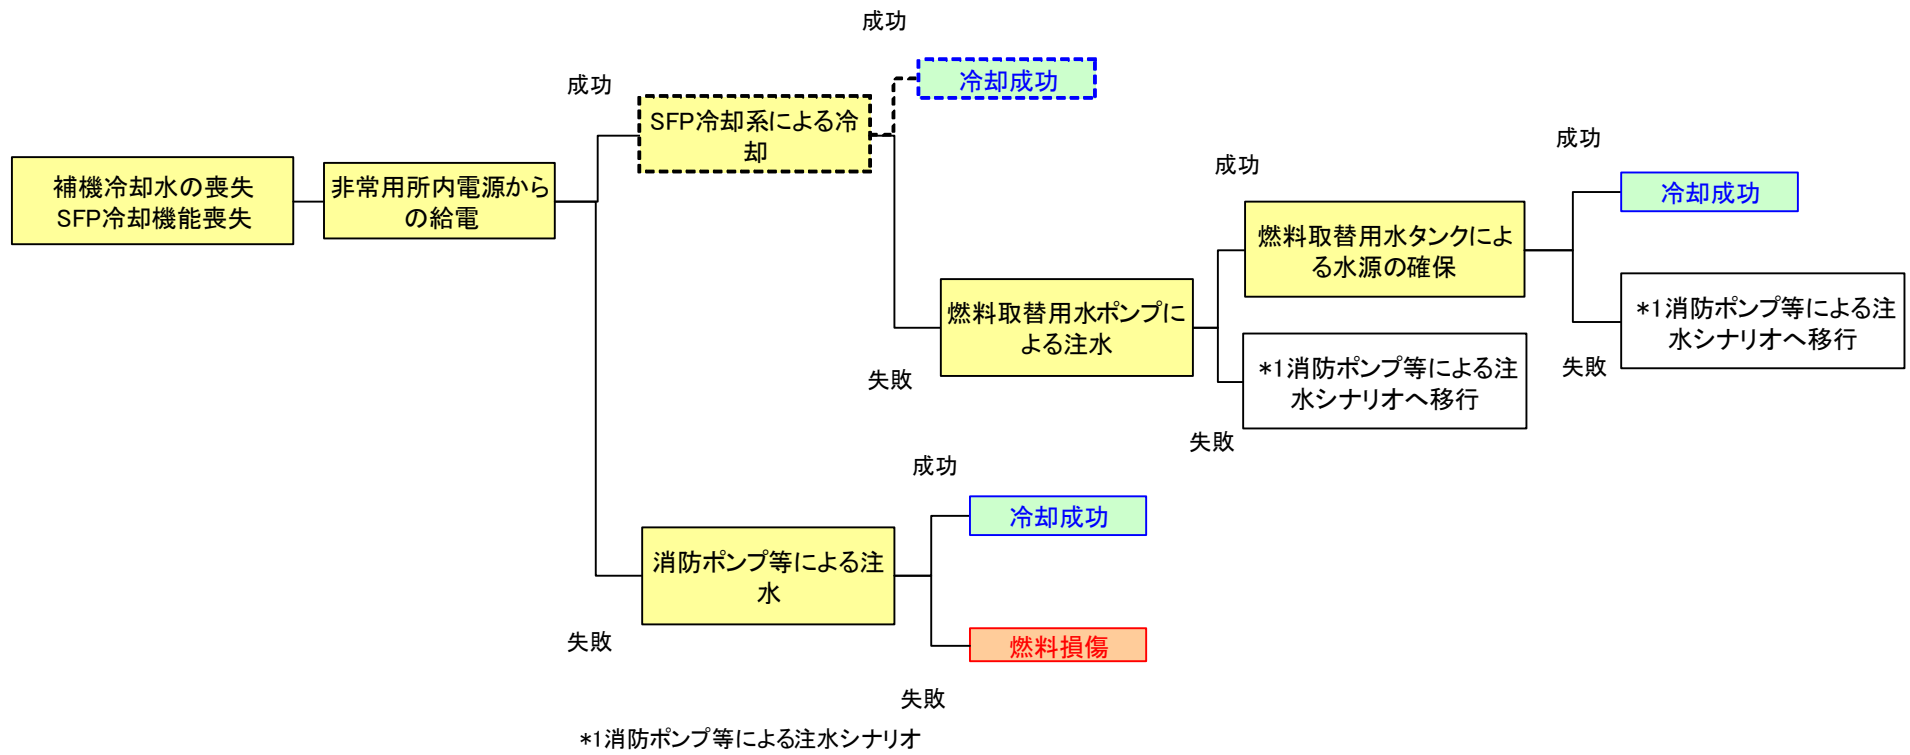 補機冷却水の喪失
SFP冷却機能喪失
非常用所内電源から
の給電
成功
SFP冷却系による冷
却
成功
冷却成功
失敗
燃料取替用水ポンプに
よる注水
成功
燃料取替用水タンクによ
る水源の確保
成功
冷却成功
失敗
*1消防ポンプ等による注
水シナリオへ移行
失敗
*1消防ポンプ等による注
水シナリオへ移行
失敗
消防ポンプ等による注
水
成功
冷却成功
失敗
燃料損傷
*1消防ポンプ等による注水シナリオ